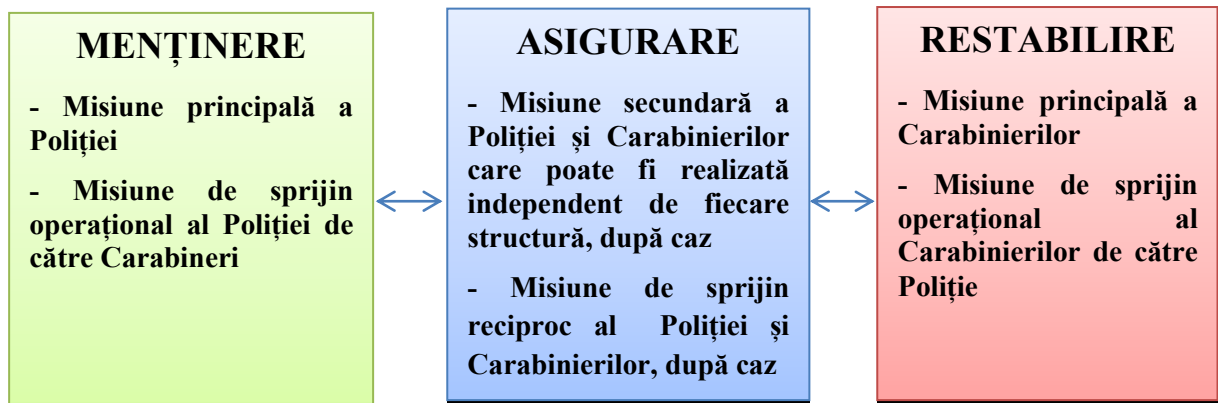 MENȚINERE
- Misiune principală a
Poliției
- Misiune de sprijin
operațional al Poliției de
către Carabineri
ASIGURARE
- Misiune secundară a
Poliției și Carabinierilor
care poate fi realizată
independent de fiecare
structură, după caz
- Misiune de sprijin
reciproc al Poliției și
Carabinierilor, după caz
RESTABILIRE
- Misiune principală a
Carabinierilor
- Misiune de sprijin
operațional al
Carabinierilor de către
Poliție